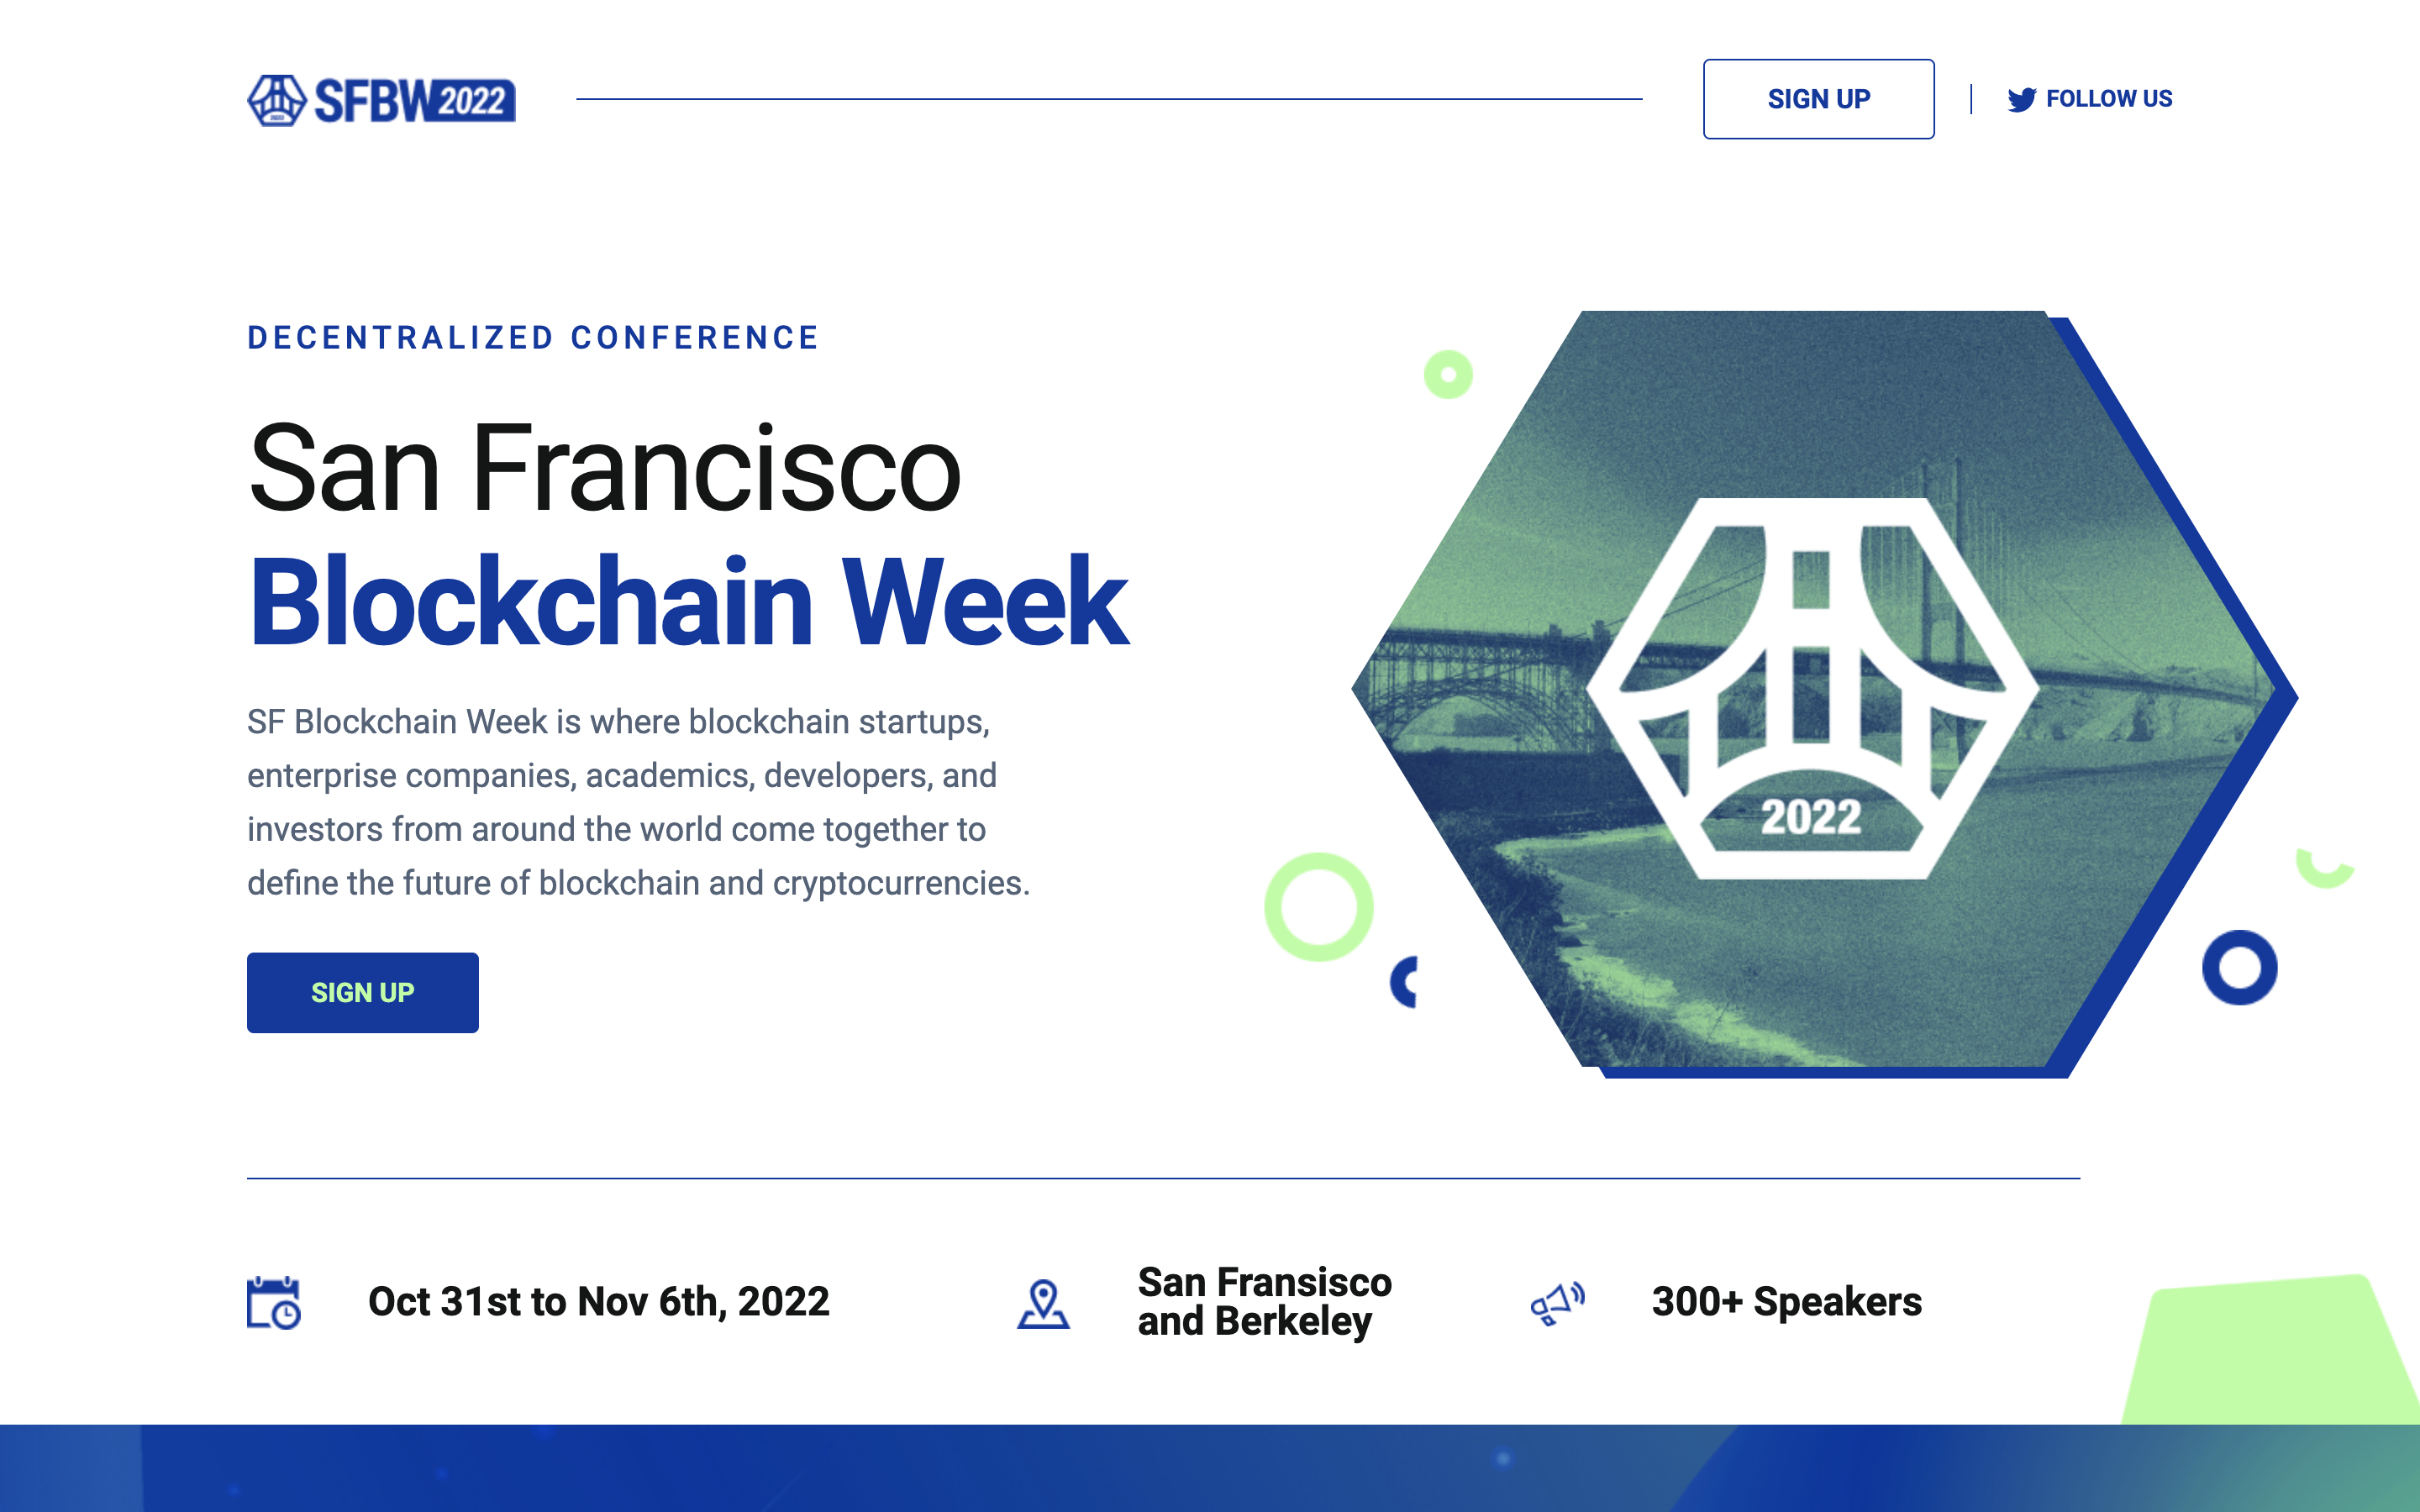 SFBW 2022
SIGN UP
FOLLOW US
DECENTRALIZED CONFERENCE
San Francisco
Blockchain Week
SF Blockchain Week is where blockchain startups,
enterprise companies, academics, developers, and
investors from around the world come together to
define the future of blockchain and cryptocurrencies.
SIGN UP
2022
Oct 31st to Nov 6th, 2022
San Fransisco
and Berkeley
300+ Speakers